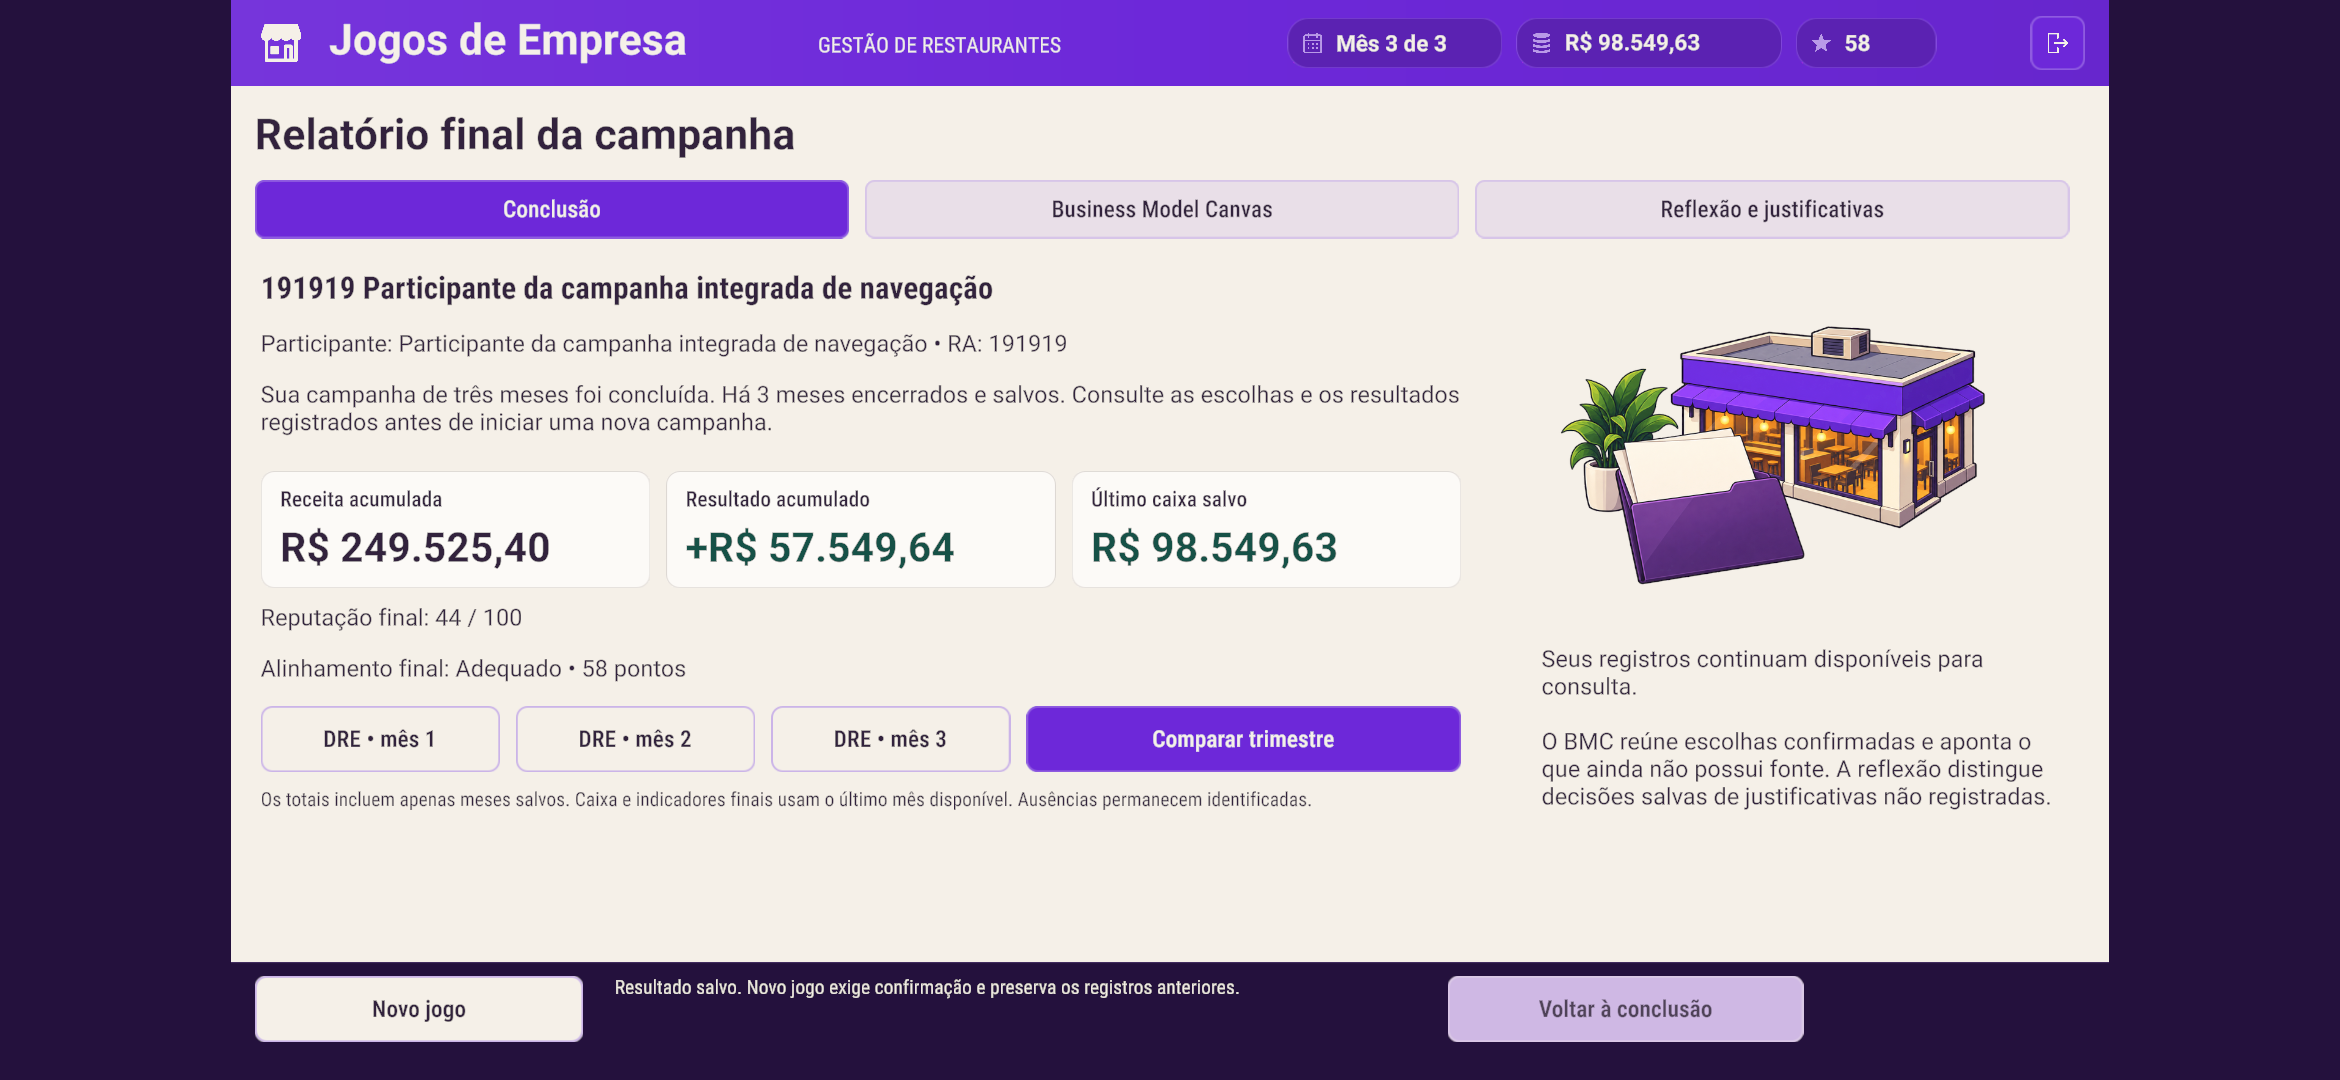 Jogos de Empresa
GESTÃO DE RESTAURANTES
Mês 3 de 3
R$ 98.549,63
58
Relatório final da campanha
Conclusão
Business Model Canvas
Reflexão e justificativas
191919 Participante da campanha integrada de navegação
Participante: Participante da campanha integrada de navegação • RA: 191919
Sua campanha de três meses foi concluída. Há 3 meses encerrados e salvos. Consulte as escolhas e os resultados
registrados antes de iniciar uma nova campanha.
Receita acumulada
R$ 249.525,40
Resultado acumulado
+R$ 57.549,64
Último caixa salvo
R$ 98.549,63
Reputação final: 44 / 100
Alinhamento final: Adequado • 58 pontos
DRE • mês 1
DRE • mês 2
DRE • mês 3
Comparar trimestre
Os totais incluem apenas meses salvos. Caixa e indicadores finais usam o último mês disponível. Ausências permanecem identificadas.
Seus registros continuam disponíveis para
consulta.
O BMC reúne escolhas confirmadas e aponta o
que ainda não possui fonte. A reflexão distingue
decisões salvas de justificativas não registradas.
Novo jogo
Resultado salvo. Novo jogo exige confirmação e preserva os registros anteriores.
Voltar à conclusão